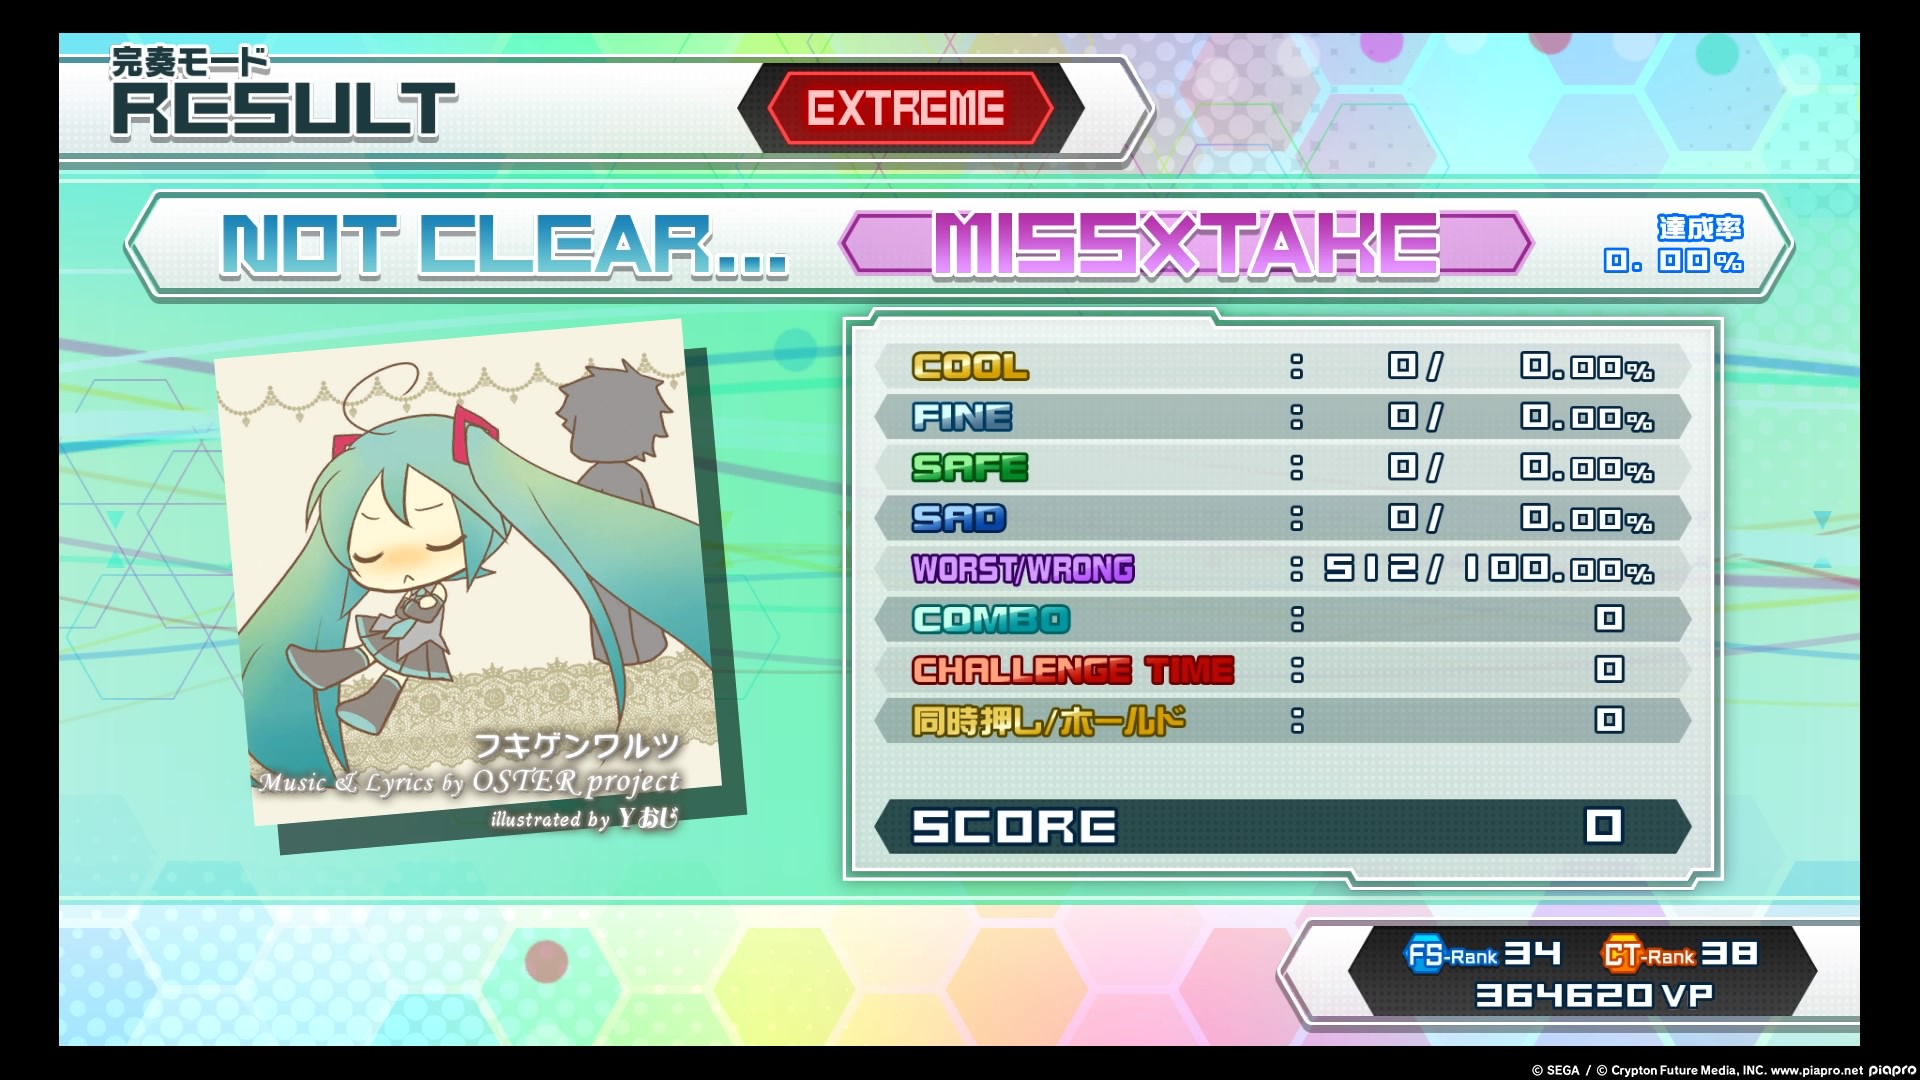 完奏モード
RESULT
EXTREME
NOT CLEAR...
MISS×TAKE
達成率
0.00%
COOL : 0/ 0.00%
FINE : 0/ 0.00%
SAFE : 0/ 0.00%
SAD : 0/ 0.00%
WORST/WRONG : 512/ 100.00%
COMBO : 0
CHALLENGE TIME : 0
同時押し/ホールド : 0
SCORE 0
フキゲンワルツ
Music & Lyrics by OSTER project
illustrated by Yおじ
FS-Rank 34 CT-Rank 38
364620 VP
© SEGA / © Crypton Future Media, INC. www.piapro.net piapro